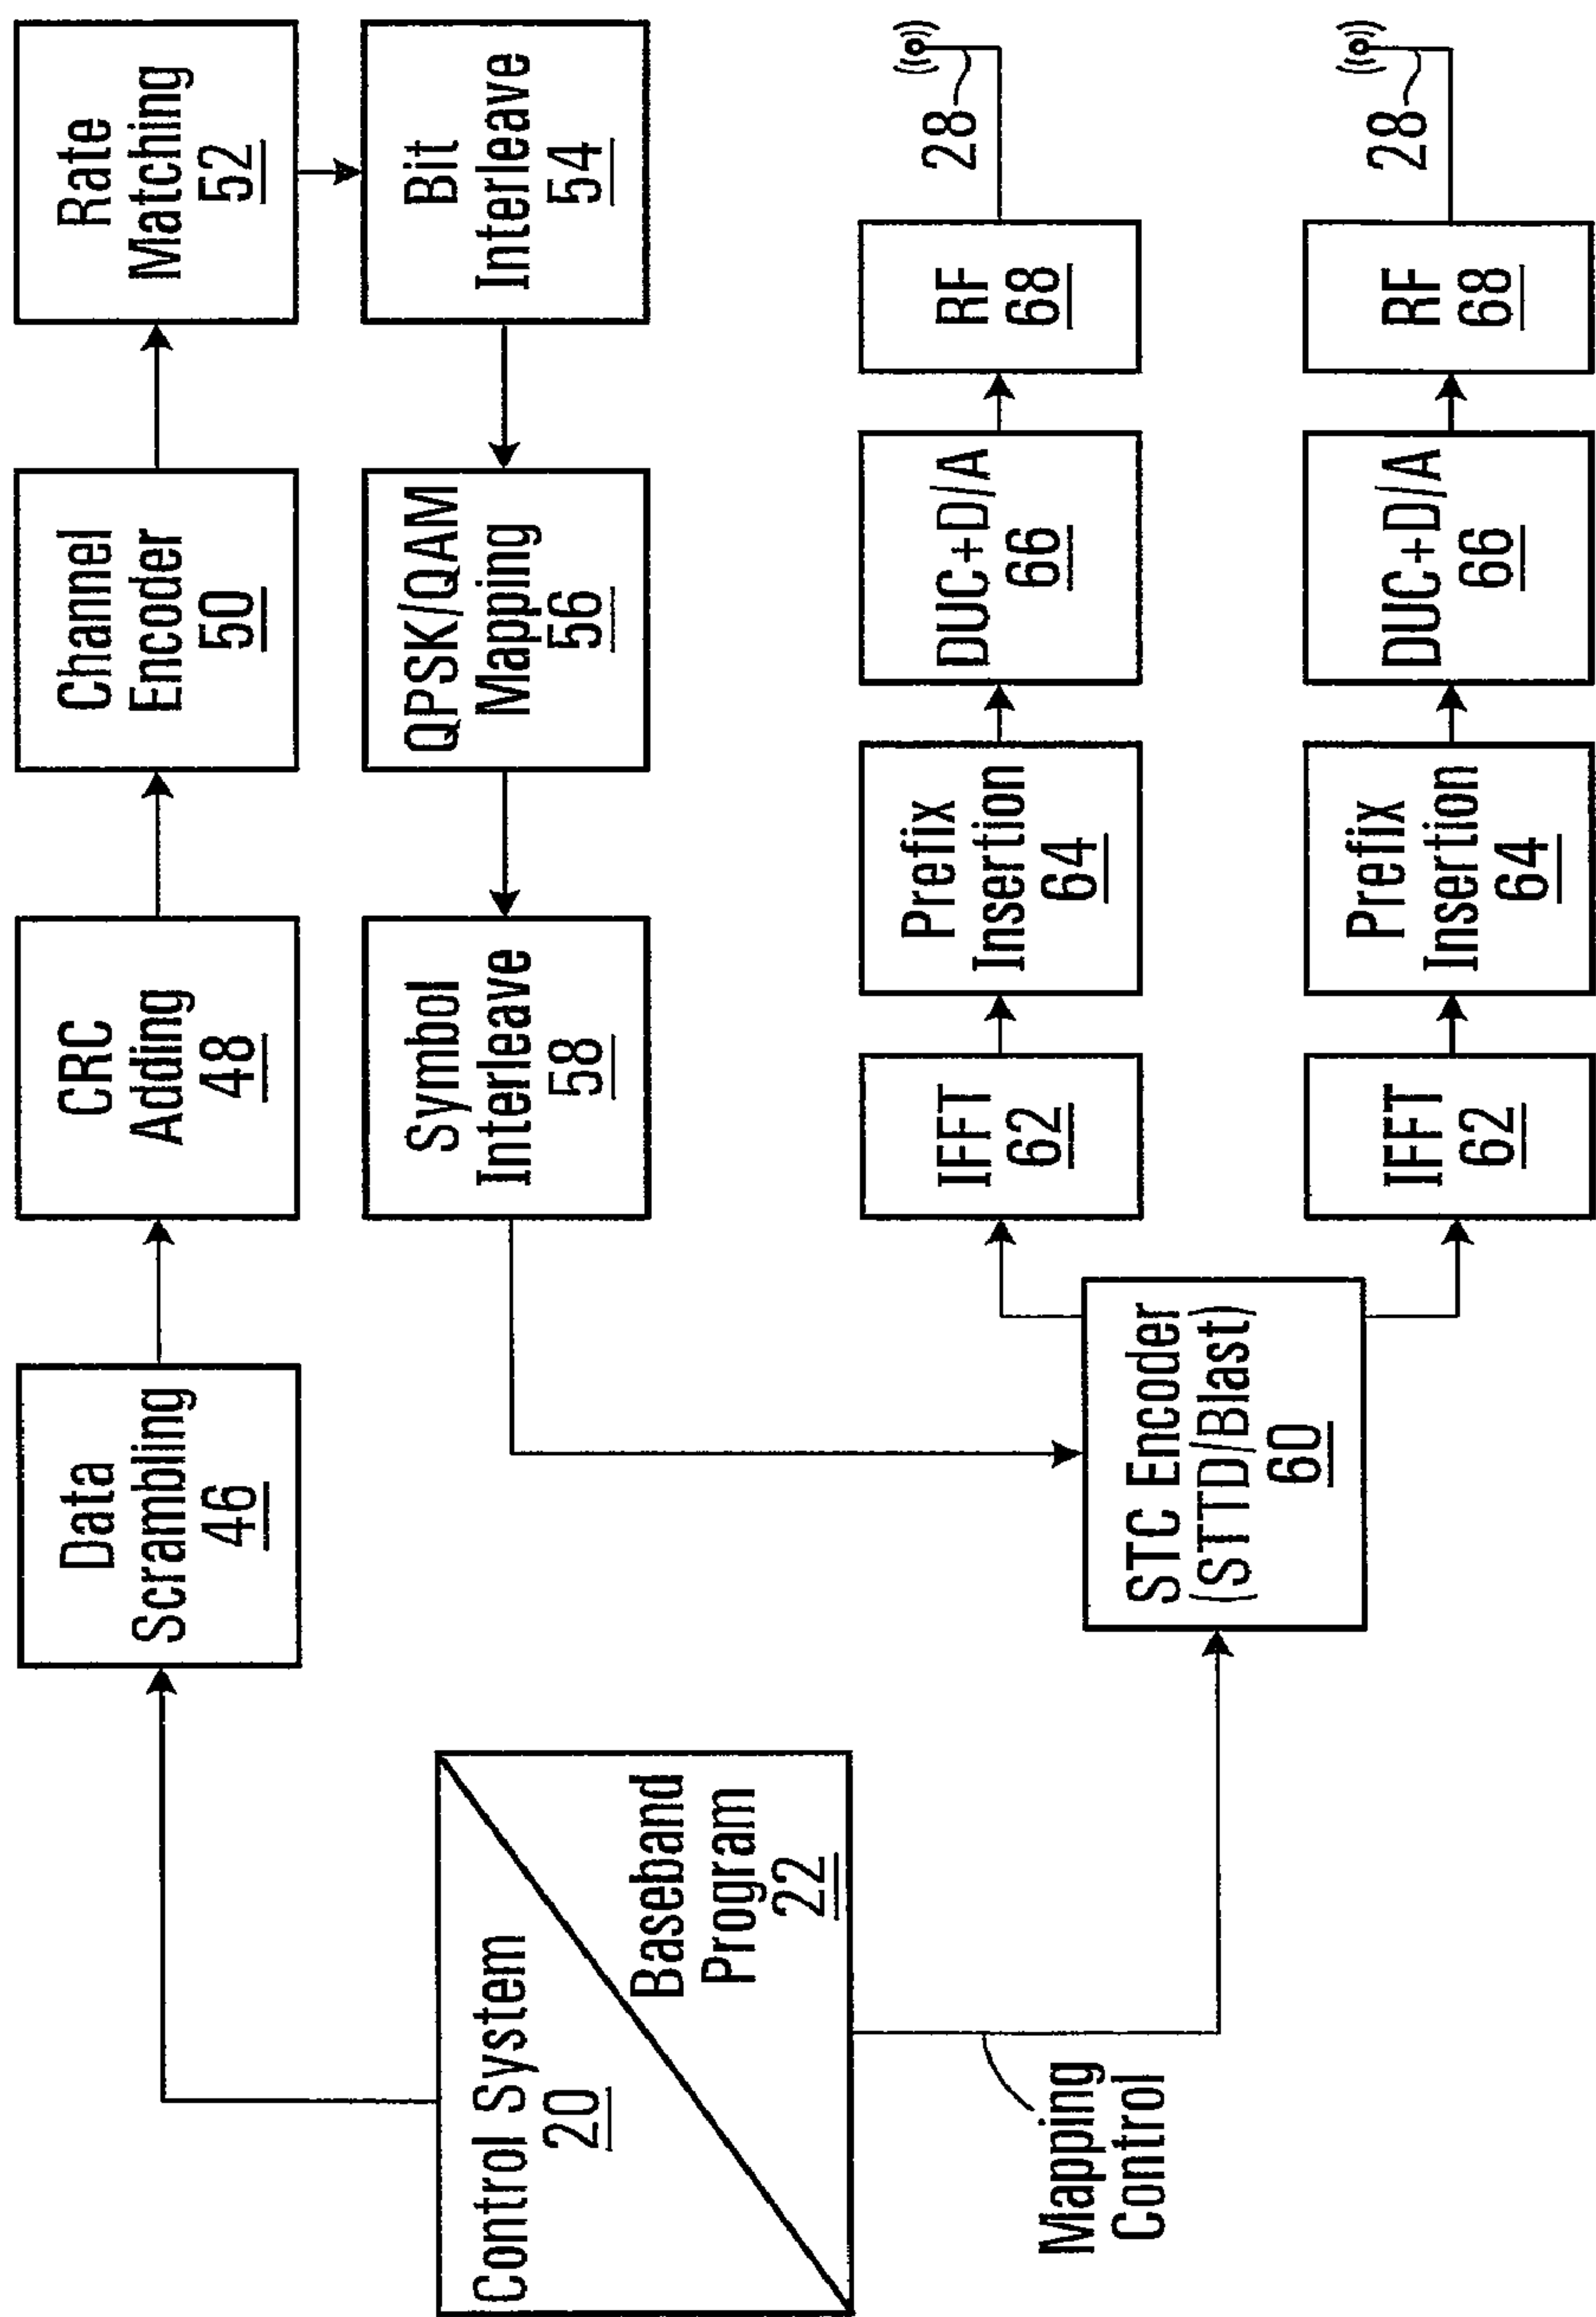 Control System
20
Baseband
Program
22
Mapping
Control
Data
Scrambling
46
CRC
Adding
48
Channel
Encoder
50
Rate
Matching
52
Symbol
Interleave
58
QPSK/QAM
Mapping
56
Bit
Interleave
54
STC Encoder
(STTD/Blast)
60
IFFT
62
Prefix
Insertion
64
DUC+D/A
66
RF
68
28
IFFT
62
Prefix
Insertion
64
DUC+D/A
66
RF
68
28